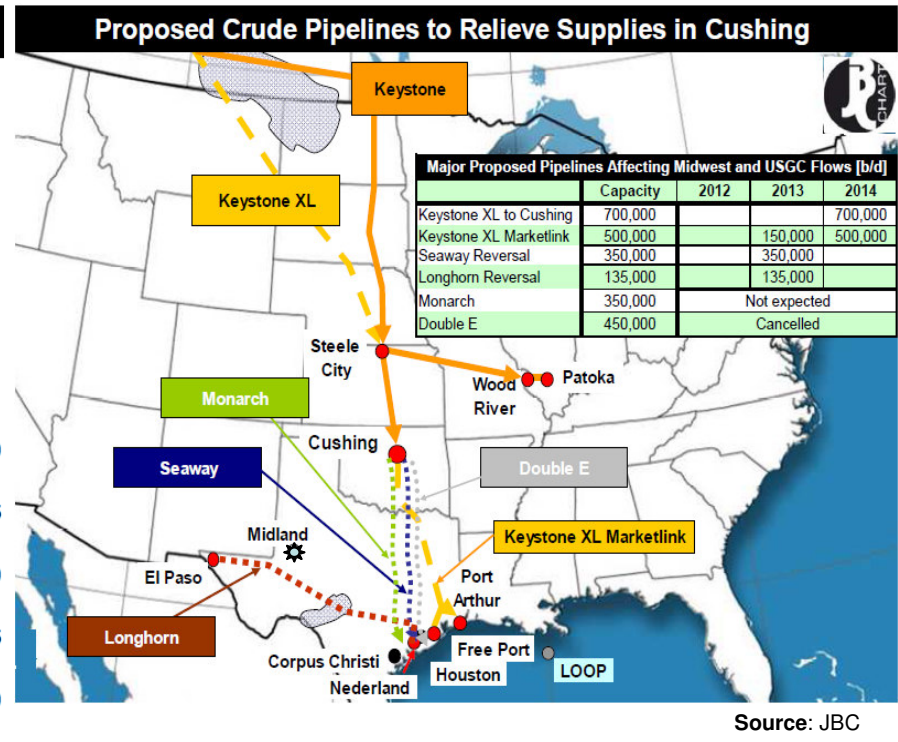 Proposed Crude Pipelines to Relieve Supplies in Cushing
JBC
CHART
Keystone
Major Proposed Pipelines Affecting Midwest and USGC Flows [b/d]
Capacity 2012 2013 2014
Keystone XL to Cushing 700,000 700,000
Keystone XL Marketlink 500,000 150,000 500,000
Seaway Reversal 350,000 350,000
Longhorn Reversal 135,000 135,000
Monarch 350,000 Not expected
Double E 450,000 Cancelled
Keystone XL
Steele
City
Wood
River
Patoka
Monarch
Cushing
Seaway
Double E
Midland
Keystone XL Marketlink
El Paso
Port
Arthur
Longhorn
Free Port
Corpus Christi
Houston
LOOP
Nederland
Source: JBC